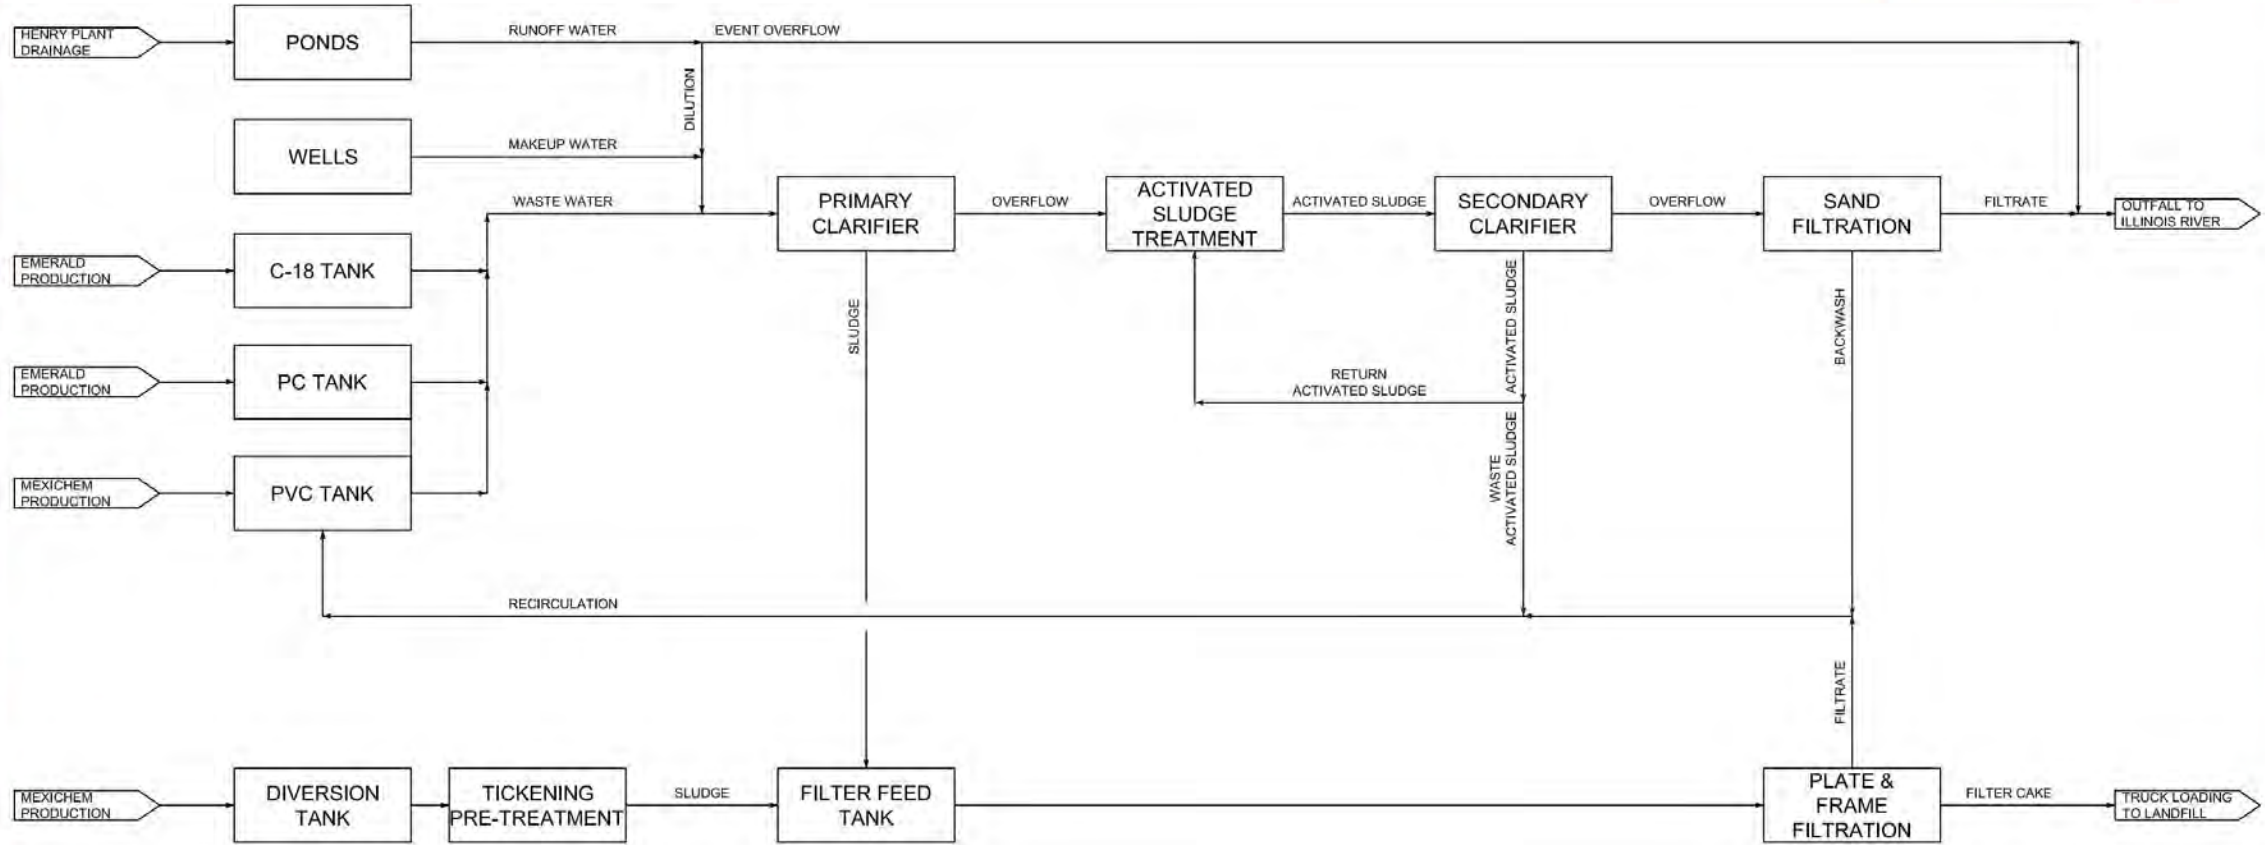 HENRY PLANT
DRAINAGE
PONDS
RUNOFF WATER
EVENT OVERFLOW
DILUTION
WELLS
MAKEUP WATER
WASTE WATER
PRIMARY
CLARIFIER
OVERFLOW
ACTIVATED
SLUDGE
TREATMENT
ACTIVATED SLUDGE
SECONDARY
CLARIFIER
OVERFLOW
SAND
FILTRATION
FILTRATE
OUTFALL TO
ILLINOIS RIVER
EMERALD
PRODUCTION
C-18 TANK
SLUDGE
ACTIVATED SLUDGE
BACKWASH
EMERALD
PRODUCTION
PC TANK
RETURN
ACTIVATED SLUDGE
WASTE
ACTIVATED SLUDGE
MEXICHEM
PRODUCTION
PVC TANK
RECIRCULATION
FILTRATE
MEXICHEM
PRODUCTION
DIVERSION
TANK
TICKENING
PRE-TREATMENT
SLUDGE
FILTER FEED
TANK
PLATE &
FRAME
FILTRATION
FILTER CAKE
TRUCK LOADING
TO LANDFILL